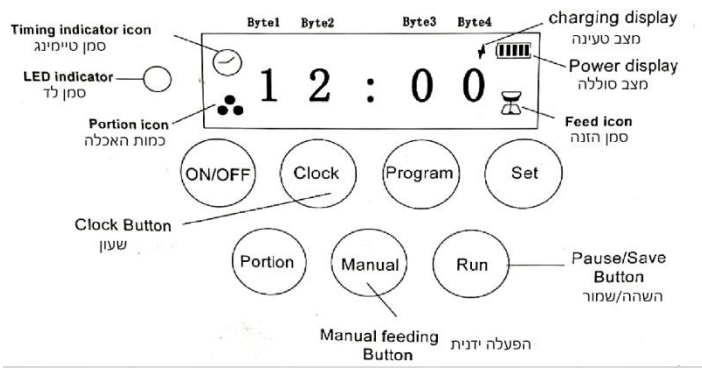 Byte1 Byte2 Byte3 Byte4
charging display
מצב טעינה
Timing indicator icon
סמן טיימינג
Power display
מצב סוללה
LED indicator
סמן לד
12:00
Portion icon
כמות האכלה
Feed icon
סמן הזנה
ON/OFF Clock Program Set
Clock Button
שעון
Portion Manual Run
Pause/Save
Button
השהה/שמור
Manual feeding
Button
הפעלה ידנית